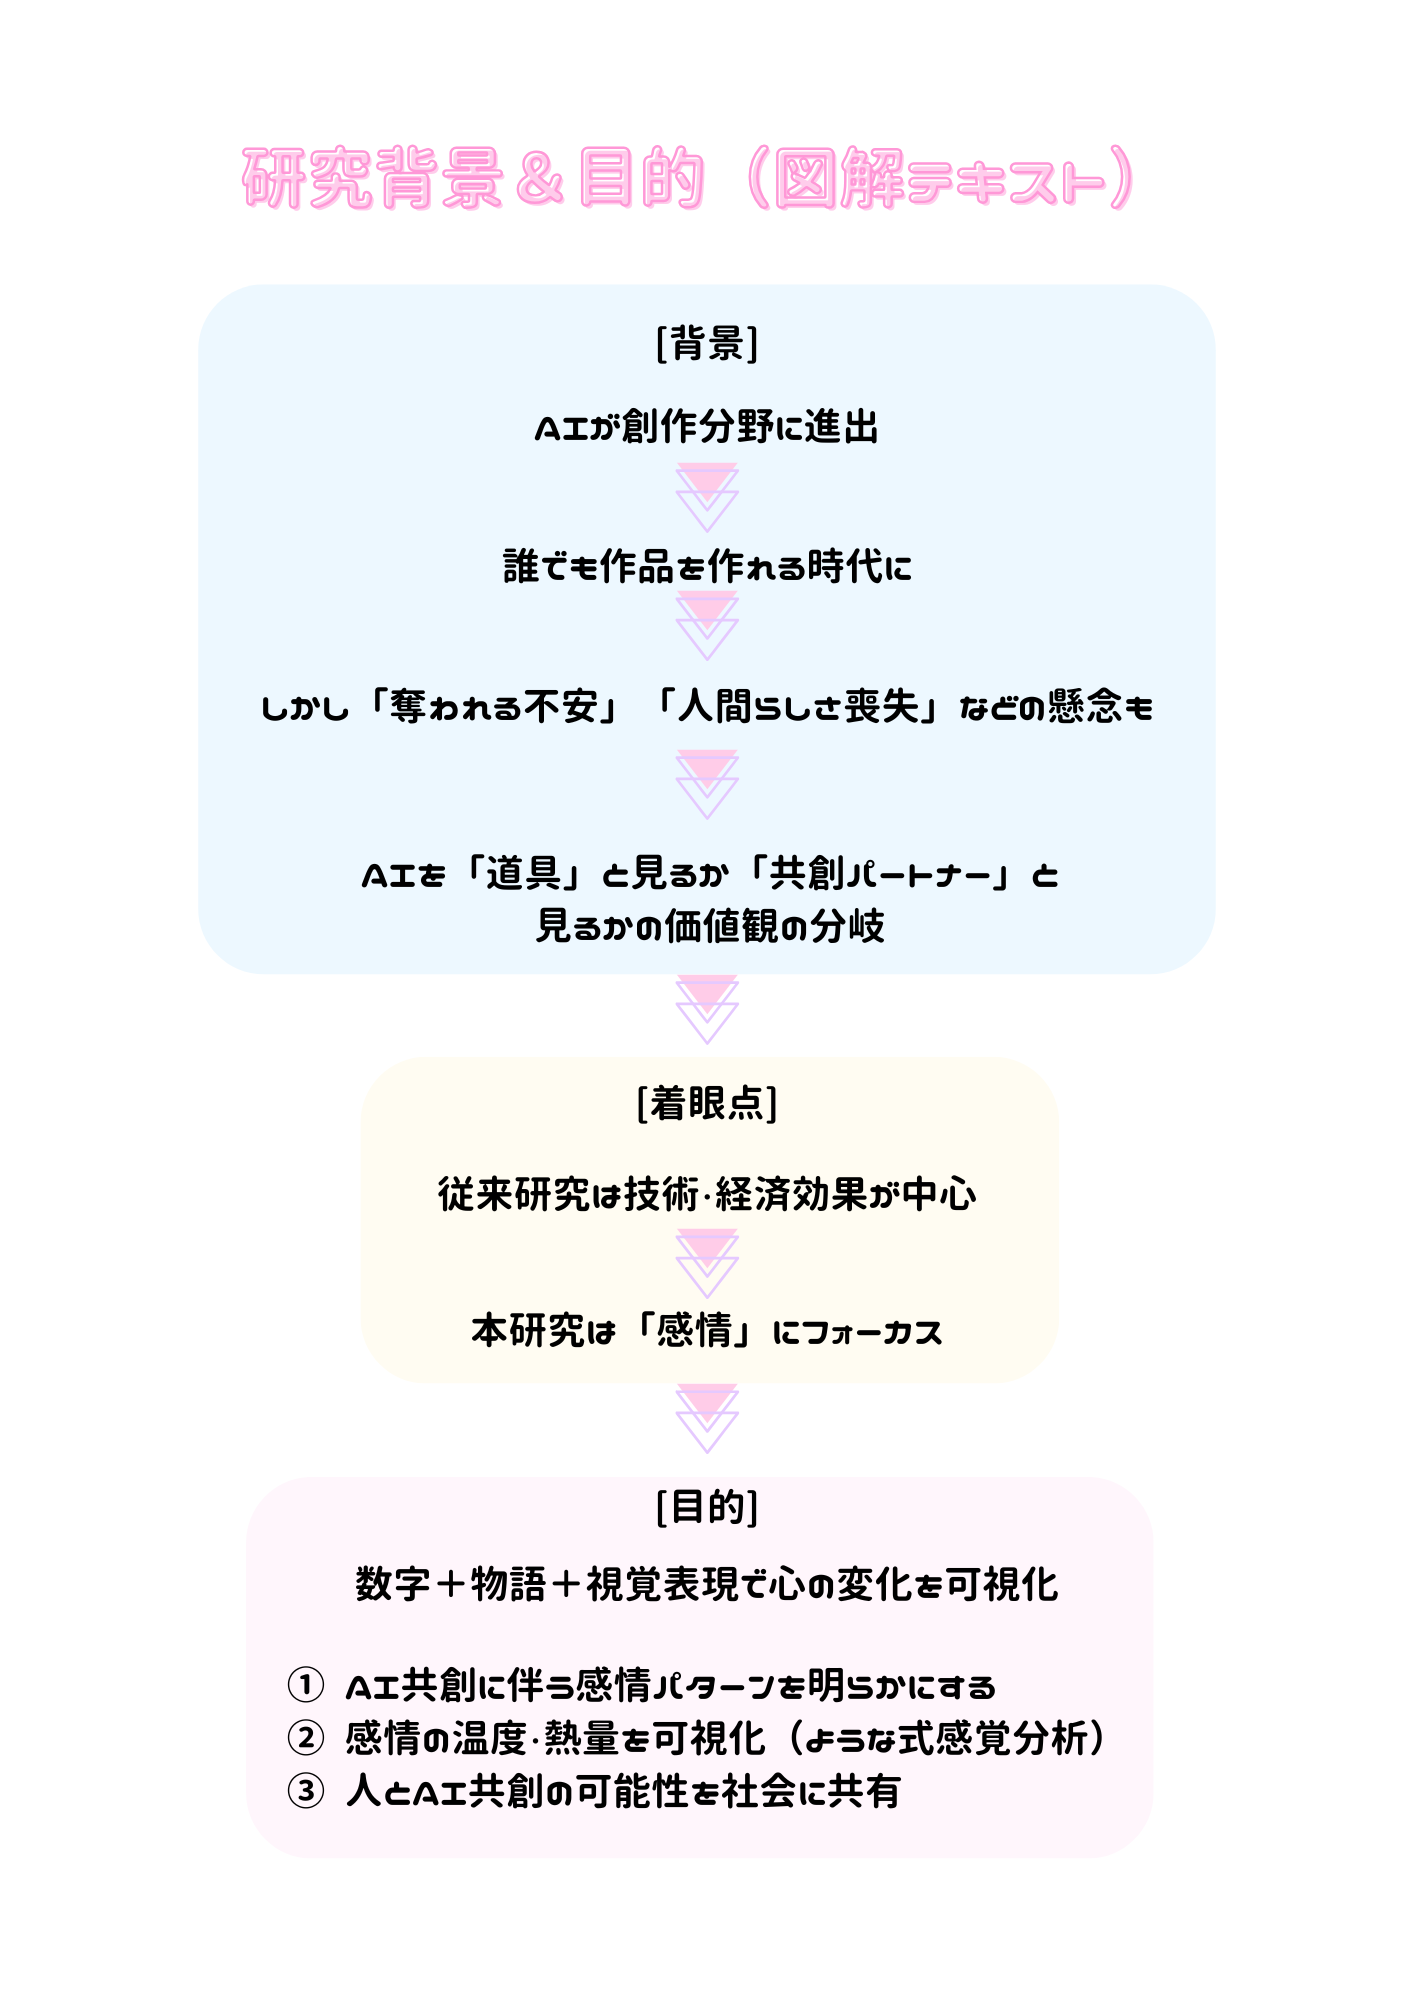 研究背景＆目的（図解テキスト）
[背景]
AIが創作分野に進出
誰でも作品を作れる時代に
しかし「奪われる不安」「人間らしさ喪失」などの懸念も
AIを「道具」と見るか「共創パートナー」と
見るかの価値観の分岐
[着眼点]
従来研究は技術·経済効果が中心
本研究は「感情」にフォーカス
[目的]
数字＋物語＋視覚表現で心の変化を可視化
① AI共創に伴う感情パターンを明らかにする
② 感情の温度·熱量を可視化（ような式感覚分析）
③ 人とAI共創の可能性を社会に共有